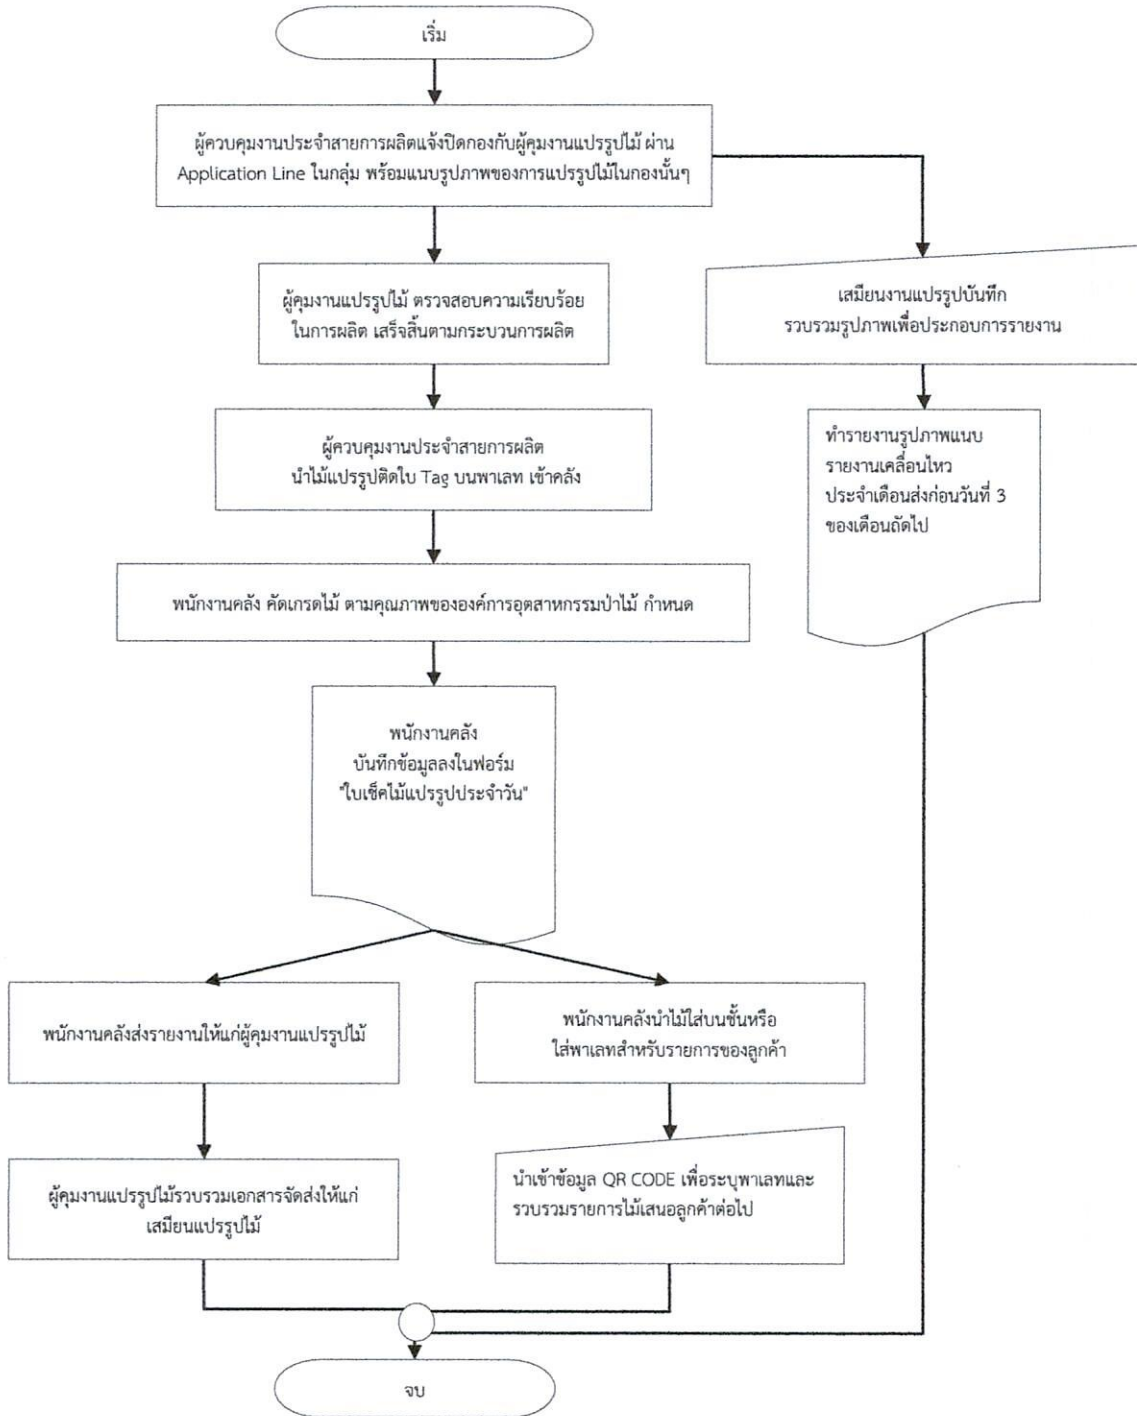 เริ่ม
ผู้ควบคุมงานประจำสายการผลิตแจ้งปิดกองกับผู้คุมงานแปรรูปไม้ ผ่าน
Application Line ในกลุ่ม พร้อมแนบรูปภาพของการแปรรูปไม้ในกองนั้นๆ
ผู้คุมงานแปรรูปไม้ ตรวจสอบความเรียบร้อย
ในการผลิต เสร็จสิ้นตามกระบวนการผลิต
เสมียนงานแปรรูปบันทึก
รวบรวมรูปภาพเพื่อประกอบการรายงาน
ผู้ควบคุมงานประจำสายการผลิต
นำไม้แปรรูปติดใบ Tag บนพาเลท เข้าคลัง
ทำรายงานรูปภาพแนบ
รายงานเคลื่อนไหว
ประจำเดือนส่งก่อนวันที่ 3
ของเดือนถัดไป
พนักงานคลัง คัดเกรดไม้ ตามคุณภาพขององค์การอุตสาหกรรมป่าไม้ กำหนด
พนักงานคลัง
บันทึกข้อมูลลงในฟอร์ม
"ใบเช็คไม้แปรรูปประจำวัน"
พนักงานคลังส่งรายงานให้แก่ผู้คุมงานแปรรูปไม้
พนักงานคลังนำไม้ใส่บนชั้นหรือ
ใส่พาเลทสำหรับรายการของลูกค้า
ผู้คุมงานแปรรูปไม้รวบรวมเอกสารจัดส่งให้แก่
เสมียนแปรรูปไม้
นำเข้าข้อมูล QR CODE เพื่อระบุพาเลทและ
รวบรวมรายการไม้เสนอลูกค้าต่อไป
จบ